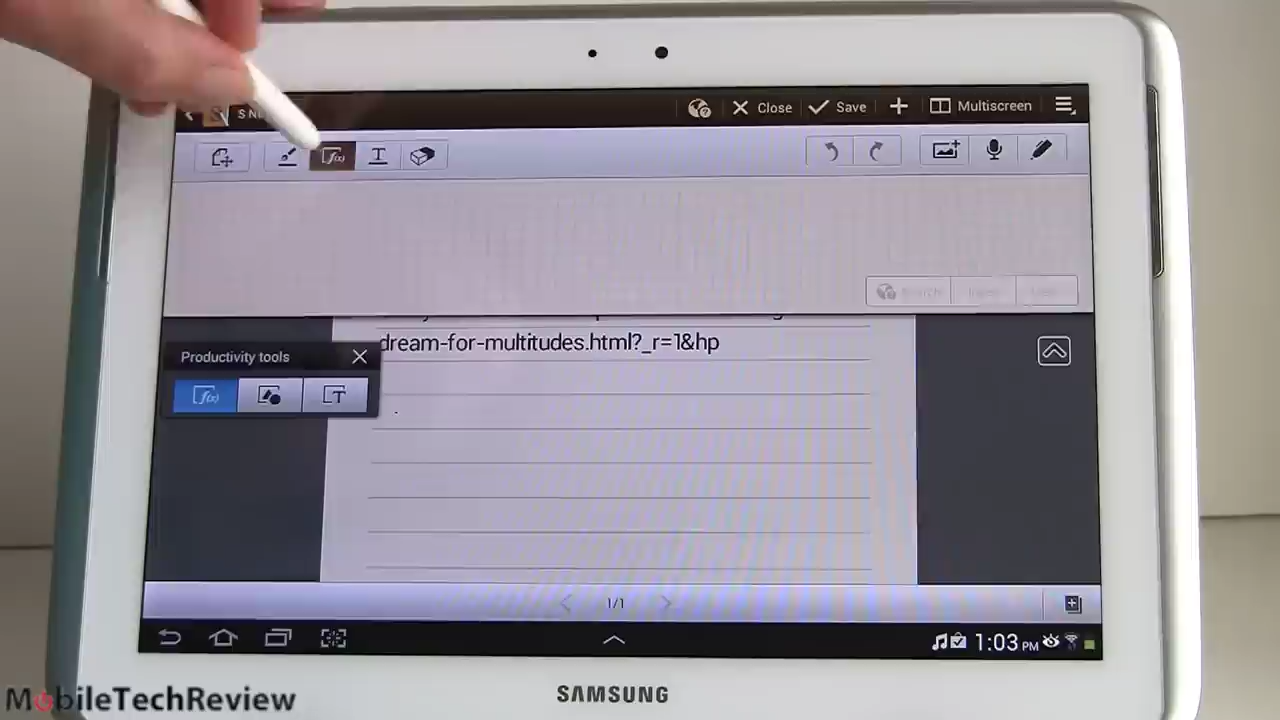 Close
Save
Multiscreen
f(x)
T
Search
dream-for-multitudes.html?_r=1&hp
Productivity tools
f(x)
T
1/1
1:03 PM
SAMSUNG
MobileTechReview